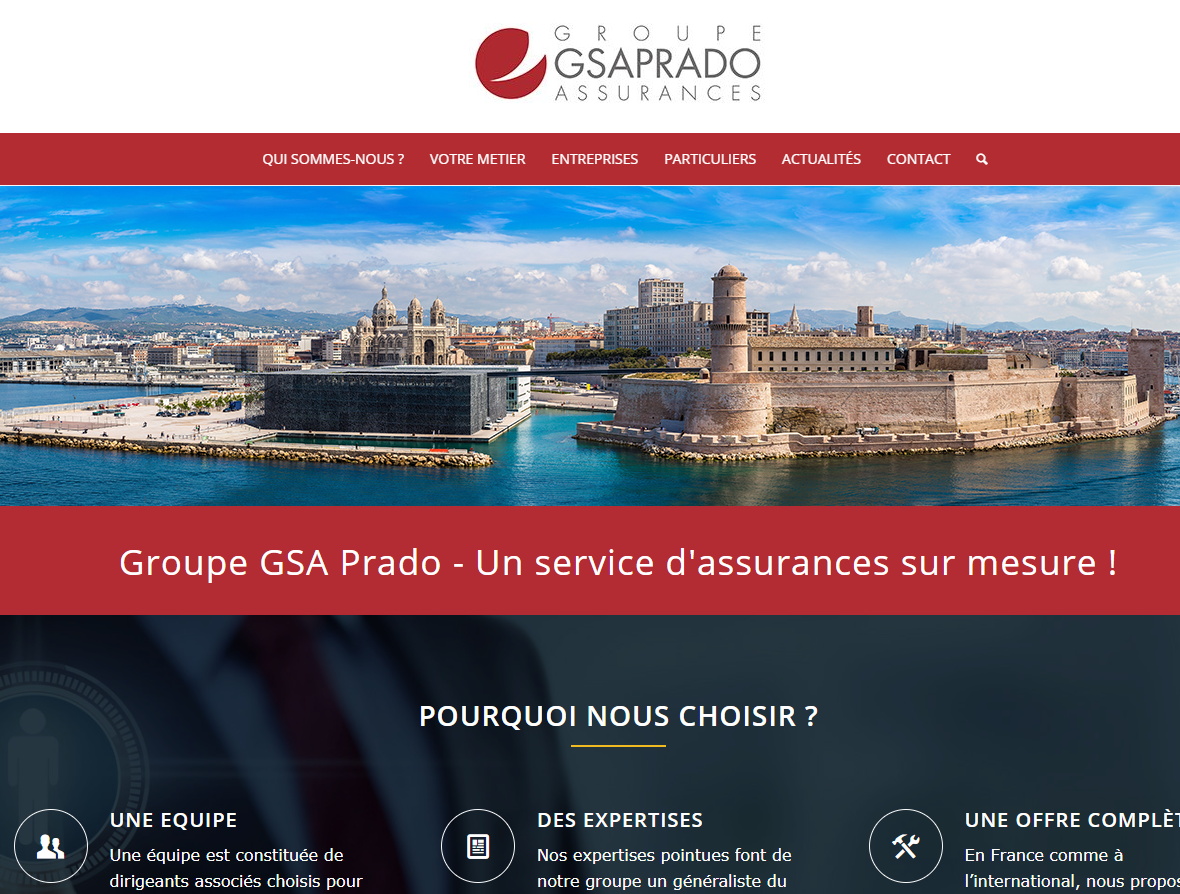 GROUPE
GSAPRADO
ASSURANCES
QUI SOMMES-NOUS ? VOTRE METIER ENTREPRISES PARTICULIERS ACTUALITÉS CONTACT
Groupe GSA Prado - Un service d'assurances sur mesure !
POURQUOI NOUS CHOISIR ?
UNE EQUIPE
Une équipe est constituée de
dirigeants associés choisis pour
DES EXPERTISES
Nos expertises pointues font de
notre groupe un généraliste du
UNE OFFRE COMPLÈT
En France comme à
l'international, nous propos